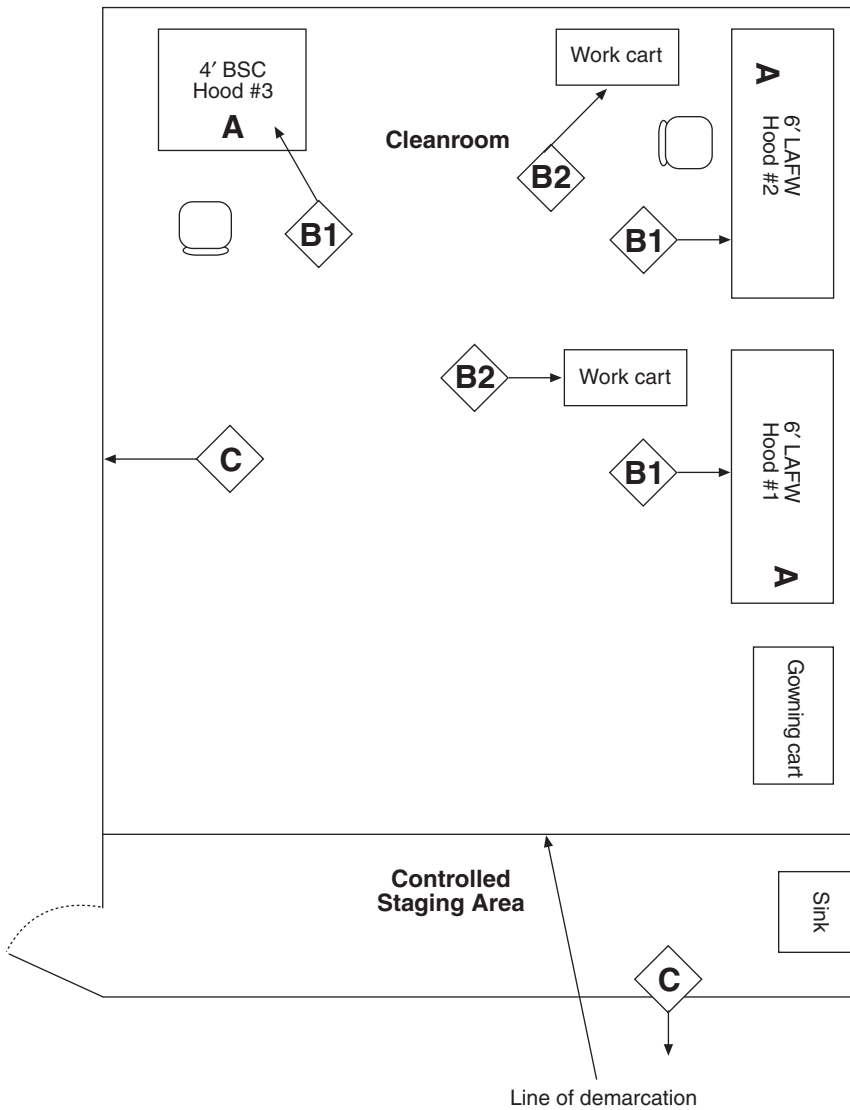 4′ BSC
Hood #3
A
Work cart
A
6′ LAFW
Hood #2
Cleanroom
B2
B1
B1
B2
Work cart
C
B1
6′ LAFW
Hood #1
A
Gowning cart
Controlled
Staging Area
Sink
C
Line of demarcation